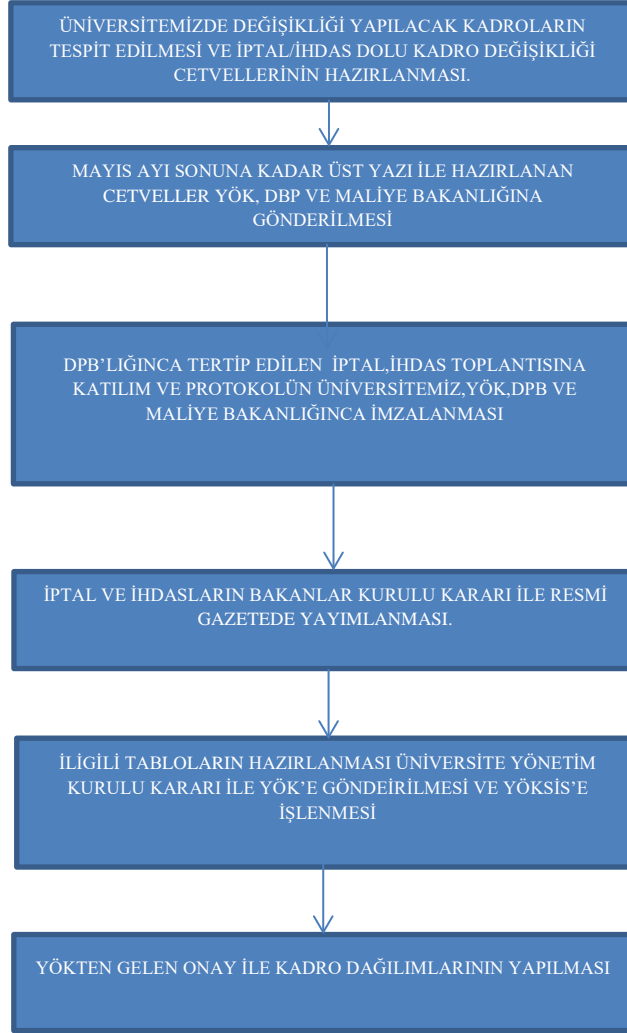 ÜNİVERSİTEMİZDE DEĞİŞİKLİĞİ YAPILACAK KADROLARIN
TESPİT EDİLMESİ VE İPTAL/İHDAS DOLU KADRO DEĞİŞİKLİĞİ
CETVELLERİNİN HAZIRLANMASI.
MAYIS AYI SONUNA KADAR ÜST YAZI İLE HAZIRLANAN
CETVELLER YÖK, DBP VE MALİYE BAKANLIĞINA
GÖNDERİLMESİ
DPB’LIĞINCA TERTİP EDİLEN İPTAL,İHDAS TOPLANTISINA
KATILIM VE PROTOKOLÜN ÜNİVERSİTEMİZ,YÖK,DPB VE
MALİYE BAKANLIĞINCA İMZALANMASI
İPTAL VE İHDASLARIN BAKANLAR KURULU KARARI İLE RESMİ
GAZETEDE YAYIMLANMASI.
İLİGİLİ TABLOLARIN HAZIRLANMASI ÜNİVERSİTE YÖNETİM
KURULU KARARI İLE YÖK’E GÖNDEİRİLMESİ VE YÖKSİS’E
İŞLENMESİ
YÖKTEN GELEN ONAY İLE KADRO DAĞILIMLARININ YAPILMASI